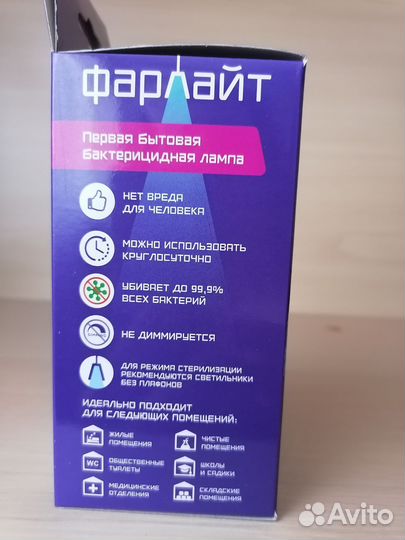 фарлайт
Первая бытовая
бактерицидная лампа
НЕТ ВРЕДА
ДЛЯ ЧЕЛОВЕКА
МОЖНО ИСПОЛЬЗОВАТЬ
КРУГЛОСУТОЧНО
УБИВАЕТ ДО 99,9%
ВСЕХ БАКТЕРИЙ
НЕ ДИММИРУЕТСЯ
ДЛЯ РЕЖИМА СТЕРИЛИЗАЦИИ
РЕКОМЕНДУЮТСЯ СВЕТИЛЬНИКИ
БЕЗ ПЛАФОНОВ
ИДЕАЛЬНО ПОДХОДИТ
ДЛЯ СЛЕДУЮЩИХ ПОМЕЩЕНИЙ:
ЖИЛЫЕ
ПОМЕЩЕНИЯ
ЧИСТЫЕ
ПОМЕЩЕНИЯ
WC
ОБЩЕСТВЕННЫЕ
ТУАЛЕТЫ
ШКОЛЫ
И САДИКИ
МЕДИЦИНСКИЕ
ОТДЕЛЕНИЯ
СКЛАДСКИЕ
ПОМЕЩЕНИЯ
Avito